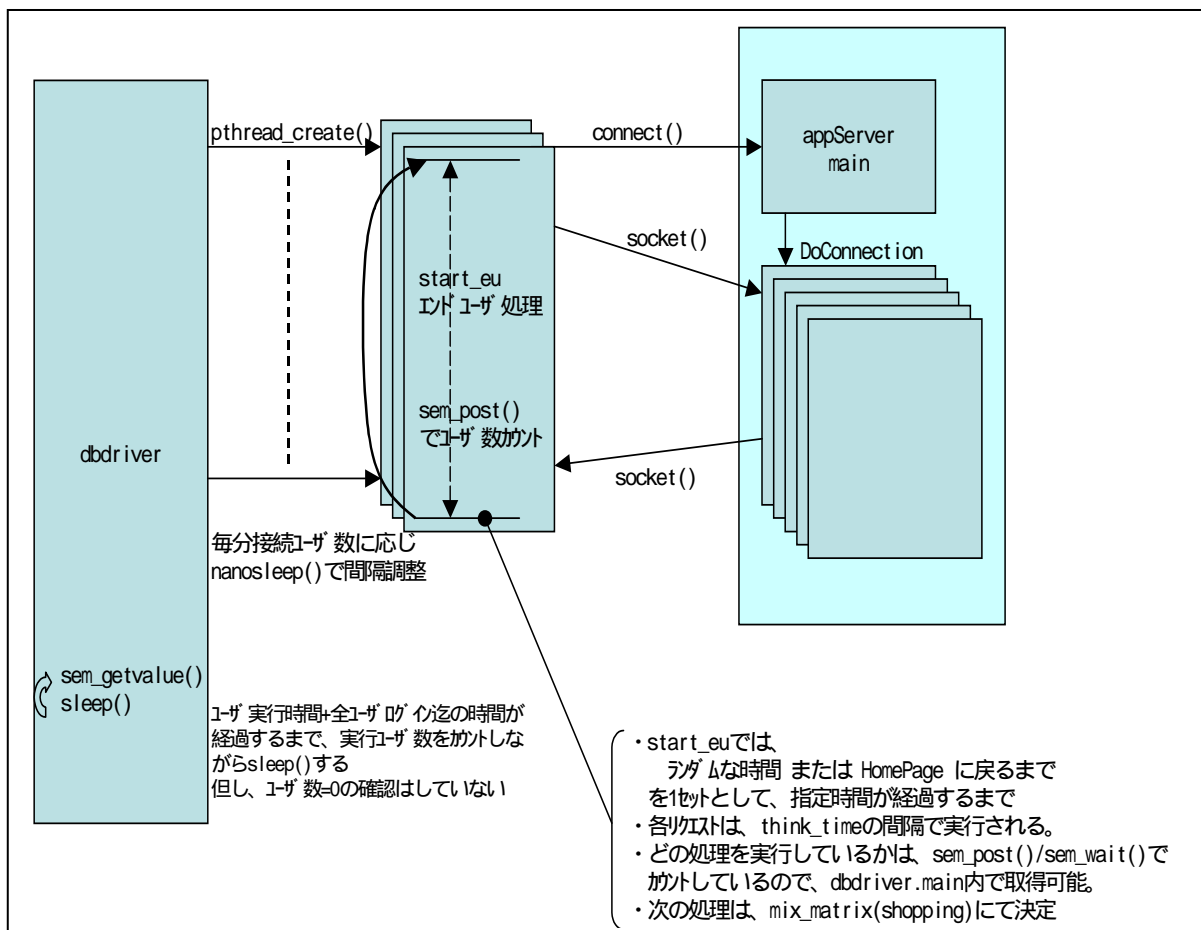 pthread_create()
connect()
appServer
main
socket()
DoConnection
start_eu
エンドユーザ処理
sem_post()
でユーザ数カウント
dbdriver
socket()
毎分接続ユーザ数に応じ
nanosleep()で間隔調整
sem_getvalue()
sleep()
ユーザ実行時間+全ユーザログイン迄の時間が
経過するまで、実行ユーザ数をカウントしな
がらsleep()する
但し、ユーザ数=0の確認はしていない
・start_euでは、
ランダムな時間 または HomePage に戻るまで
を1セットとして、指定時間が経過するまで
・各リクエストは、think_timeの間隔で実行される。
・どの処理を実行しているかは、sem_post()/sem_wait()で
カウントしているので、dbdriver.main内で取得可能。
・次の処理は、mix_matrix(shopping)にて決定